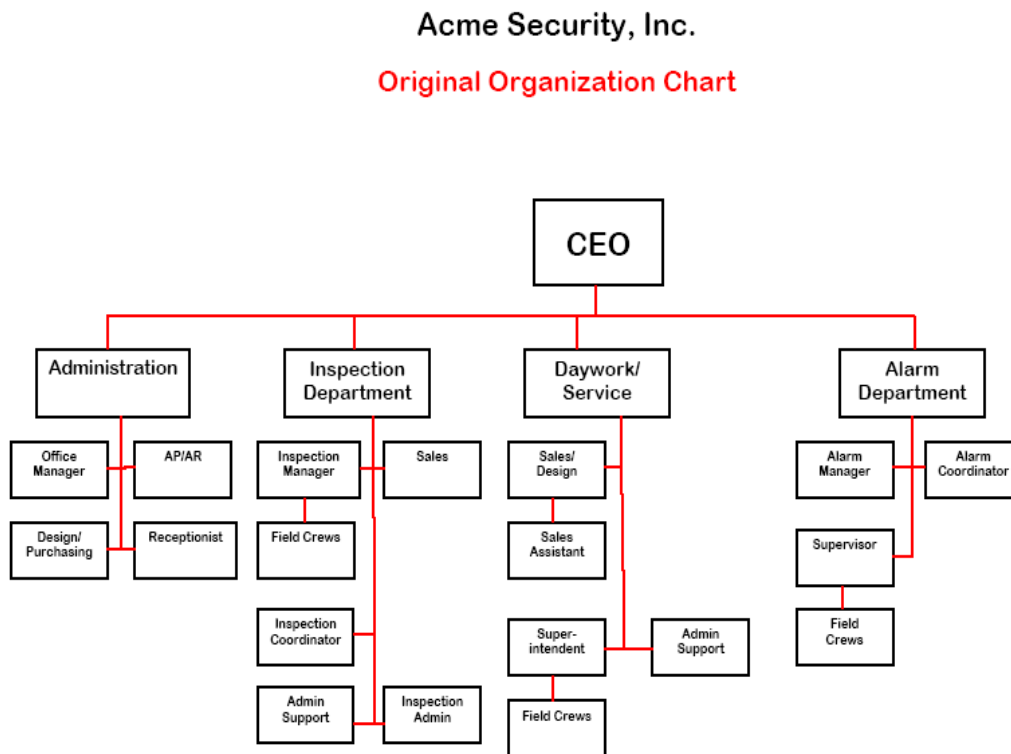 Acme Security, Inc.
Original Organization Chart
CEO
Administration
Inspection
Department
Daywork/
Service
Alarm
Department
Office
Manager
AP/AR
Inspection
Manager
Sales
Sales/
Design
Alarm
Manager
Alarm
Coordinator
Design/
Purchasing
Receptionist
Field Crews
Sales
Assistant
Supervisor
Inspection
Coordinator
Super-
intendent
Admin
Support
Field
Crews
Admin
Support
Inspection
Admin
Field Crews